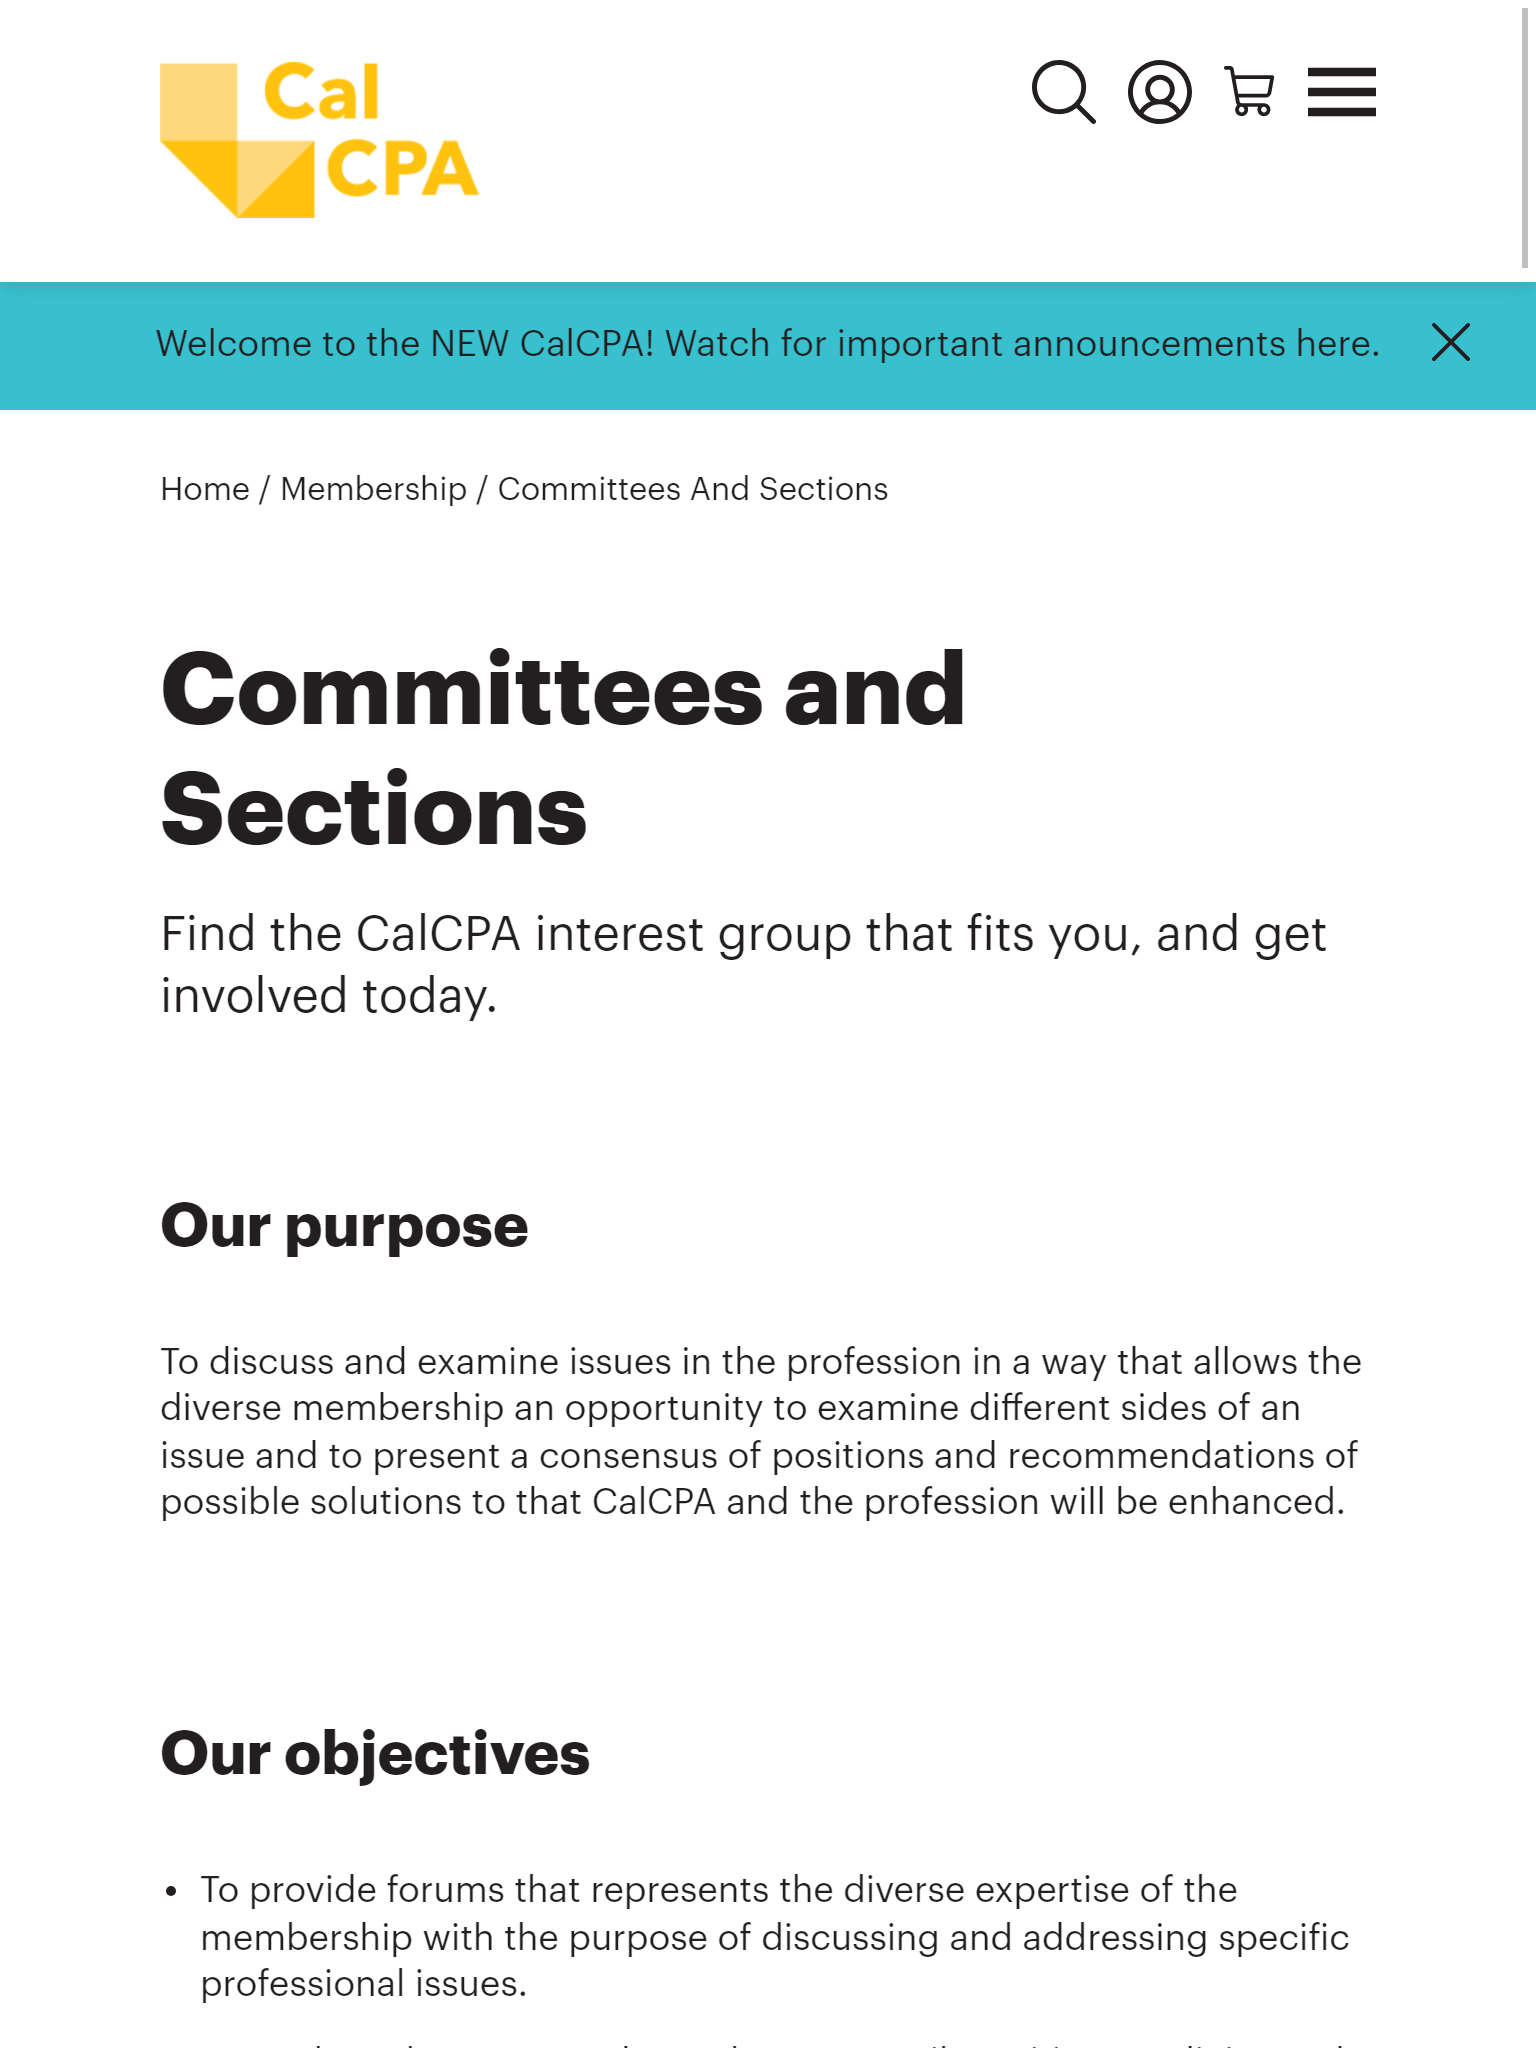 Cal
CPA
Welcome to the NEW CalCPA! Watch for important announcements here.
Home / Membership / Committees And Sections
Committees and
Sections
Find the CalCPA interest group that fits you, and get
involved today.
Our purpose
To discuss and examine issues in the profession in a way that allows the
diverse membership an opportunity to examine different sides of an
issue and to present a consensus of positions and recommendations of
possible solutions to that CalCPA and the profession will be enhanced.
Our objectives
• To provide forums that represents the diverse expertise of the
membership with the purpose of discussing and addressing specific
professional issues.